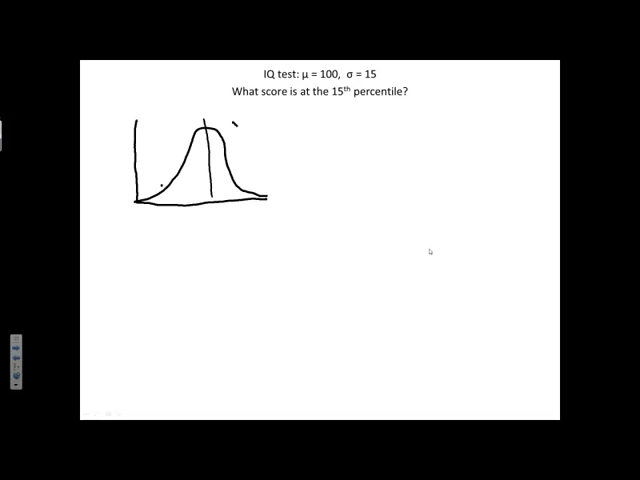 IQ test: μ = 100,  σ = 15
What score is at the 15th percentile?